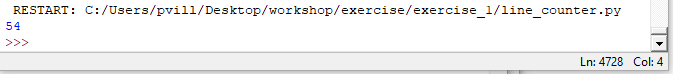 RESTART: C:/Users/pvill/Desktop/workshop/exercise/exercise_1/line_counter.py
54
>>>
Ln: 4728 Col: 4